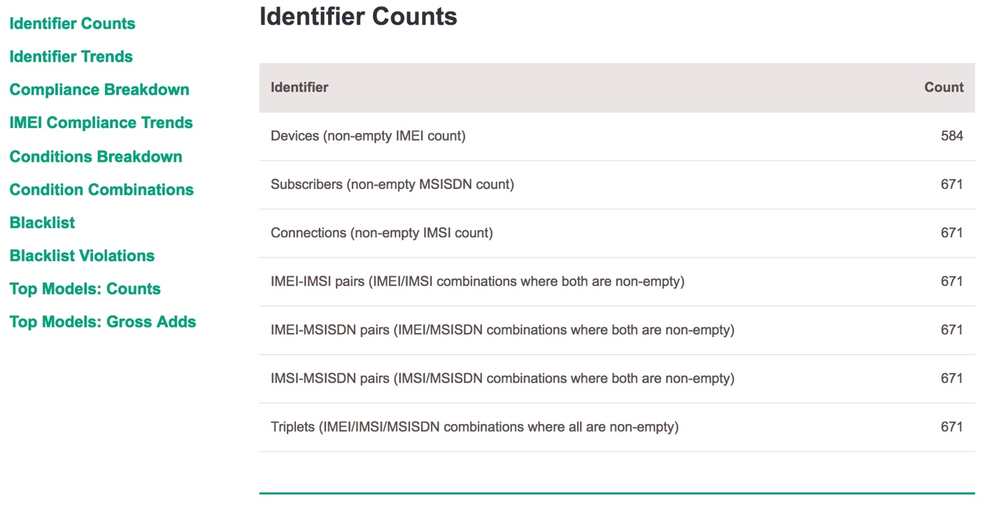 Identifier Counts
Identifier Trends
Compliance Breakdown
IMEI Compliance Trends
Conditions Breakdown
Condition Combinations
Blacklist
Blacklist Violations
Top Models: Counts
Top Models: Gross Adds
Identifier Counts
Identifier Count
Devices (non-empty IMEI count) 584
Subscribers (non-empty MSISDN count) 671
Connections (non-empty IMSI count) 671
IMEI-IMSI pairs (IMEI/IMSI combinations where both are non-empty) 671
IMEI-MSISDN pairs (IMEI/MSISDN combinations where both are non-empty) 671
IMSI-MSISDN pairs (IMSI/MSISDN combinations where both are non-empty) 671
Triplets (IMEI/IMSI/MSISDN combinations where all are non-empty) 671